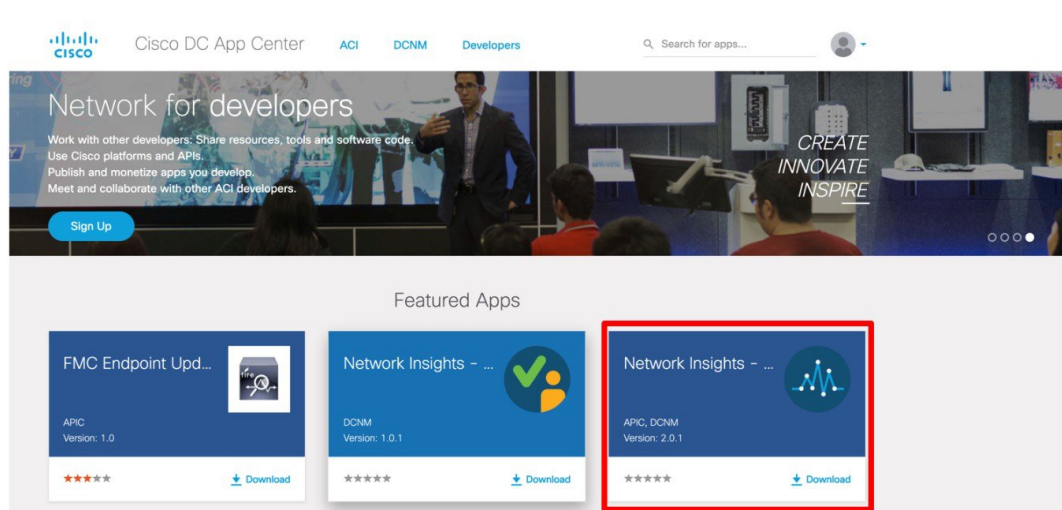 CISCO
Cisco DC App Center
ACI
DCNM
Developers
Search for apps...
Network for developers
Work with other developers: Share resources, tools and software code.
Use Cisco platforms and APIs.
Publish and monetize apps you develop.
Meet and collaborate with other ACI developers.
Sign Up
CREATE
INNOVATE
INSPIRE
Featured Apps
FMC Endpoint Upd...
APIC
Version: 1.0
Download
Network Insights - ...
DCNM
Version: 1.0.1
Download
Network Insights - ...
APIC, DCNM
Version: 2.0.1
Download